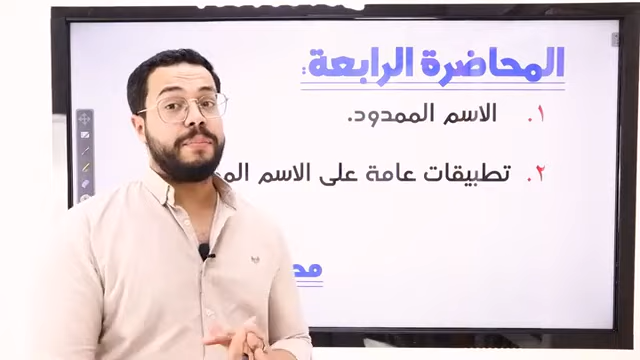 المحاضرة الرابعة:
١. الاسم الممدود.
٢. تطبيقات عامة على الاسم